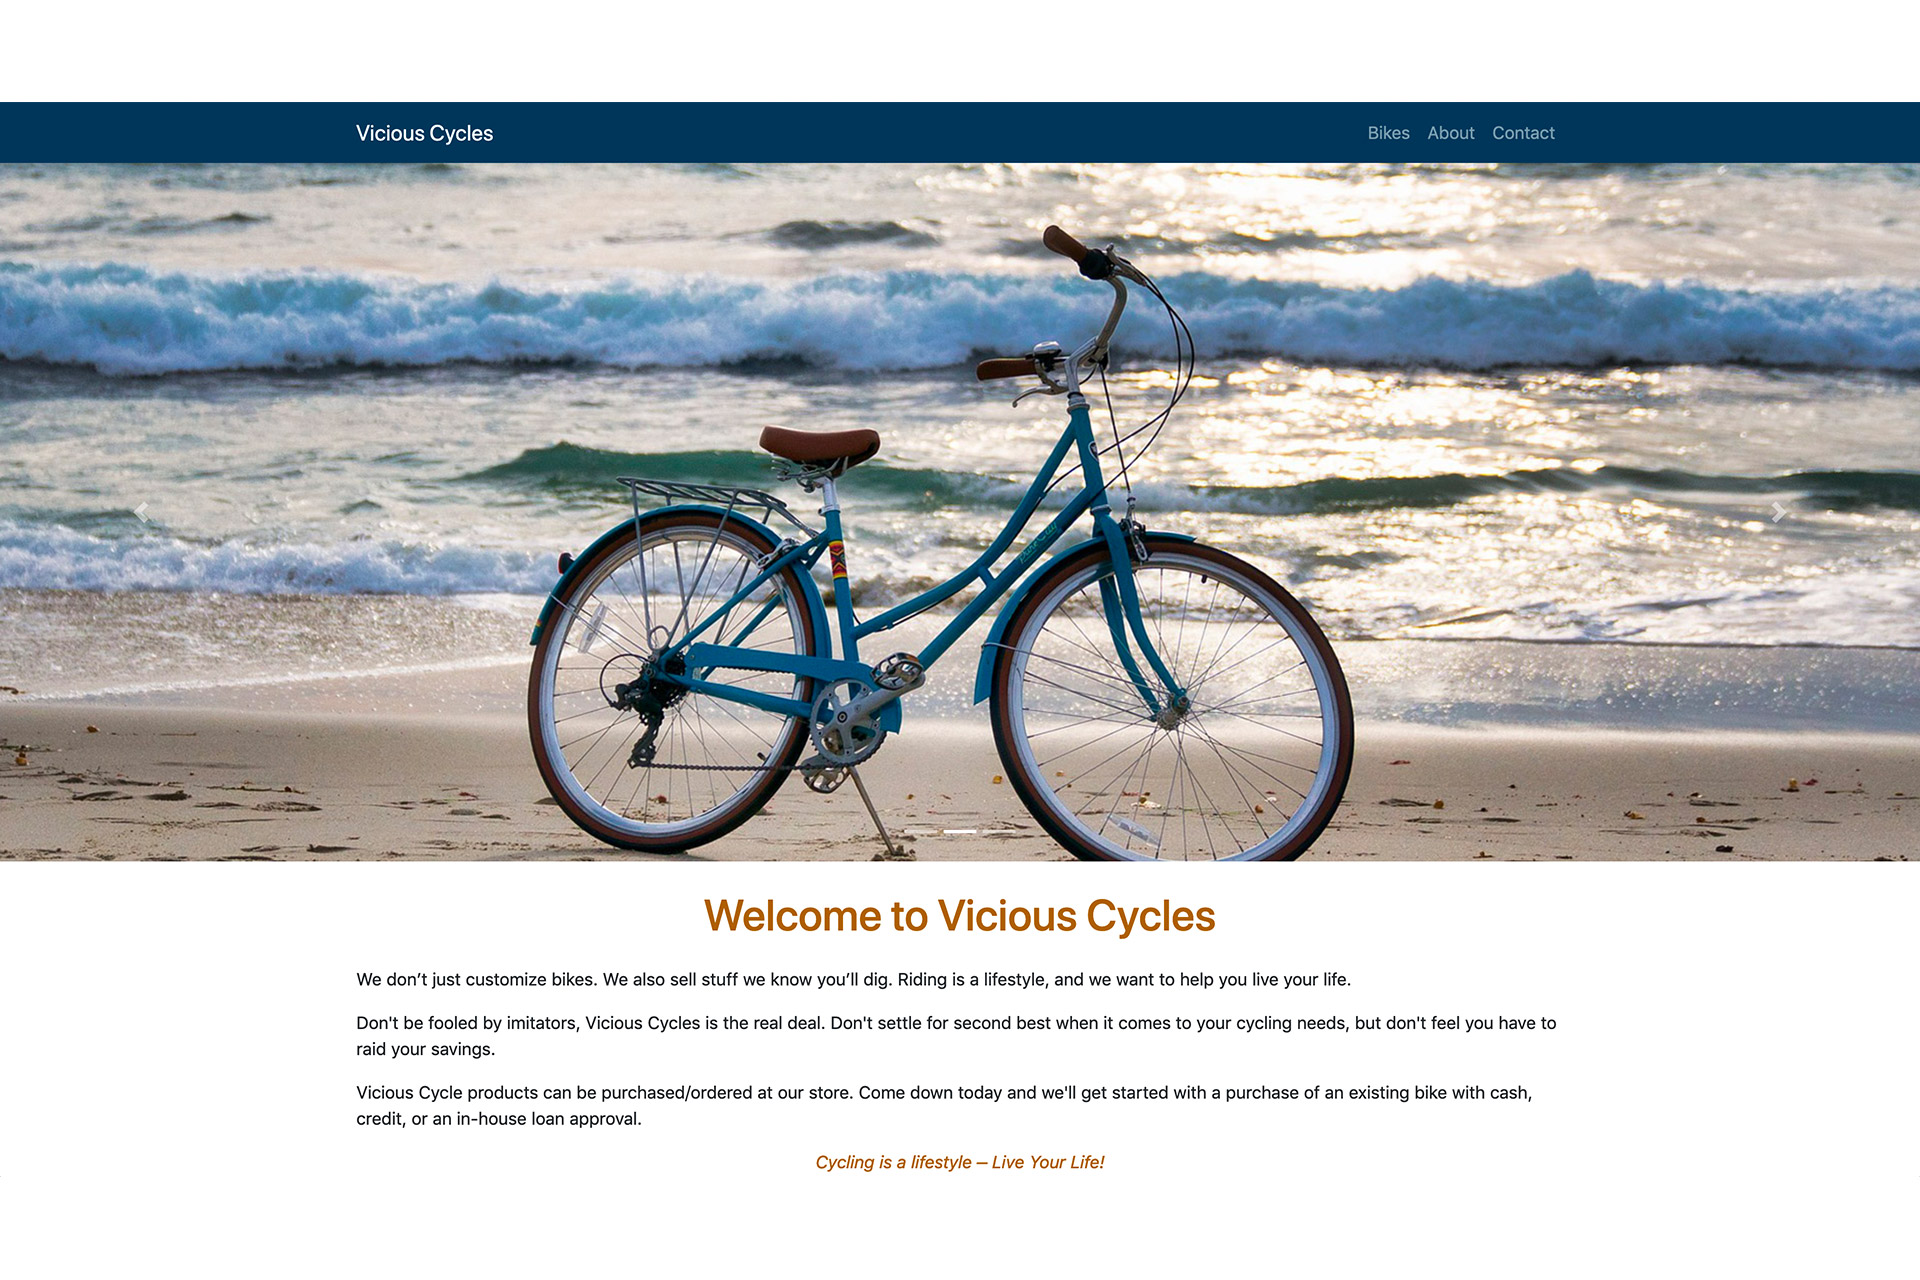 Vicious Cycles
Bikes About Contact
Welcome to Vicious Cycles
We don’t just customize bikes. We also sell stuff we know you’ll dig. Riding is a lifestyle, and we want to help you live your life.
Don't be fooled by imitators, Vicious Cycles is the real deal. Don't settle for second best when it comes to your cycling needs, but don't feel you have to
raid your savings.
Vicious Cycle products can be purchased/ordered at our store. Come down today and we'll get started with a purchase of an existing bike with cash,
credit, or an in-house loan approval.
Cycling is a lifestyle – Live Your Life!